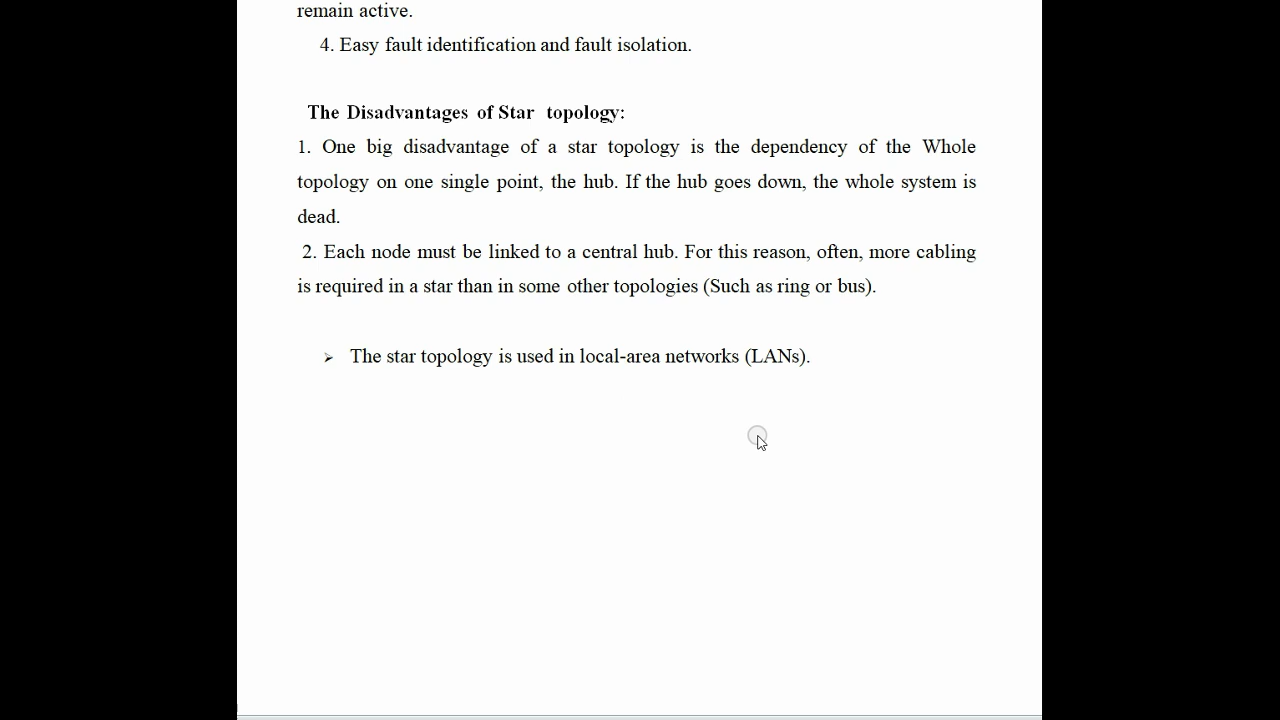 remain active.
4. Easy fault identification and fault isolation.
The Disadvantages of Star topology:
1. One big disadvantage of a star topology is the dependency of the Whole
topology on one single point, the hub. If the hub goes down, the whole system is
dead.
2. Each node must be linked to a central hub. For this reason, often, more cabling
is required in a star than in some other topologies (Such as ring or bus).
➢ The star topology is used in local-area networks (LANs).